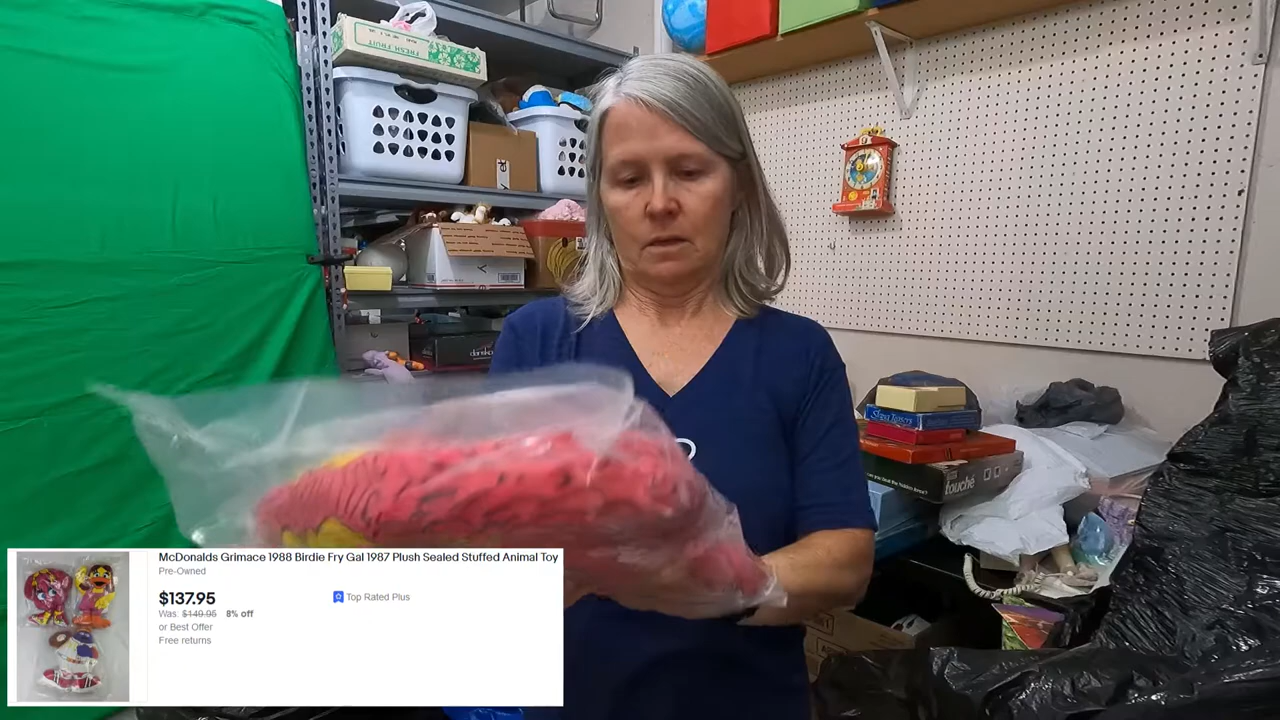 FRESH FRUIT
dansko
touché
McDonalds Grimace 1988 Birdie Fry Gal 1987 Plush Sealed Stuffed Animal Toy
Pre-Owned
$137.95
Top Rated Plus
Was: $149.95 8% off
or Best Offer
Free returns